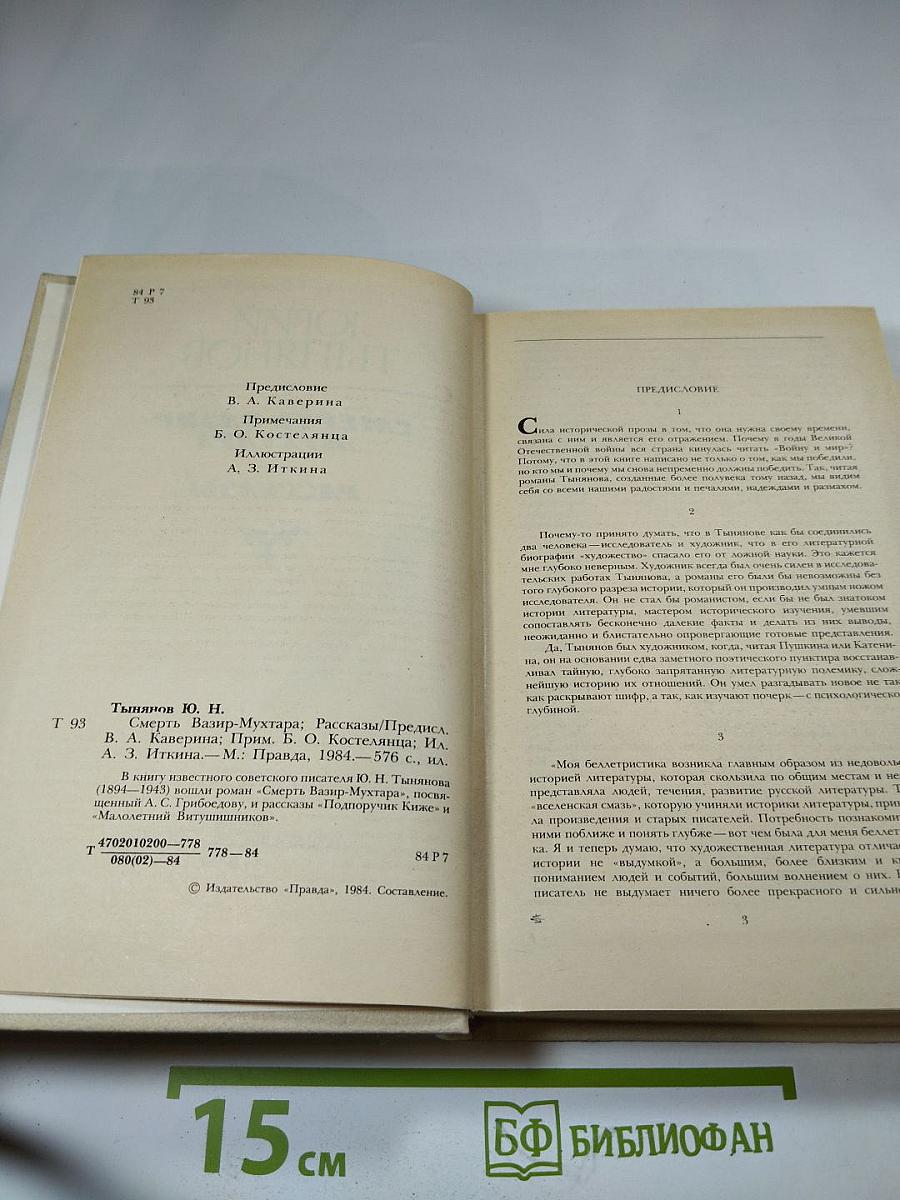 84 Р 7
Т 93
Предисловие
В. А. Каверина
Примечания
Б. О. Костелянца
Иллюстрации
А. З. Иткина
Тынянов Ю. Н.
Т 93 Смерть Вазир-Мухтара; Рассказы/Предисл.
В. А. Каверина; Прим. Б. О. Костелянца; Ил.
А. З. Иткина.— М.: Правда, 1984.— 576 с., ил.
В книгу известного советского писателя Ю. Н. Тынянова
(1894—1943) вошли роман «Смерть Вазир-Мухтара», посвя-
щенный А. С. Грибоедову, и рассказы «Подпоручик Киже» и
«Малолетний Витушишников».
Т 4702010200—778 778—84
080(02)—84
84 Р 7
© Издательство «Правда», 1984. Составление.
ПРЕДИСЛОВИЕ
1
Сила исторической прозы в том, что она нужна своему времени,
связана с ним и является его отражением. Почему в годы Великой
Отечественной войны вся страна кинулась читать «Войну и мир»?
Потому, что в этой книге написано не только о том, как мы победили,
но кто мы и почему мы снова непременно должны победить. Так, читая
романы Тынянова, созданные более полувека тому назад, мы видим
себя со всеми нашими радостями и печалями, надеждами и размахом.
2
Почему-то принято думать, что в Тынянове как бы соединились
два человека — исследователь и художник, что в его литературной
биографии «художество» спасало его от ложной науки. Это кажется
мне глубоко неверным. Художник всегда был очень силен в исследова-
тельских работах Тынянова, а романы его были бы невозможны без
того глубокого разреза истории, который он производил умным ножом
исследователя. Он не стал бы романистом, если бы не был знатоком
истории литературы, мастером исторического изучения, умевшим
сопоставлять бесконечно далекие факты и делать из них выводы,
неожиданно и блистательно опровергающие готовые представления.
Да, Тынянов был художником, когда, читая Пушкина или Катени-
на, он на основании едва заметного поэтического пунктира восстанав-
ливал тайную, глубоко запрятанную литературную полемику, слож-
нейшую историю их отношений. Он умел разгадывать новое не так
как раскрывают шифр, а так, как изучают почерк — с психологическо
глубиной.
3
«Моя беллетристика возникла главным образом из недоволь
историей литературы, которая скользила по общим местам и не
представляла людей, течения, развитие русской литературы. Т
«вселенская смазь», которую учиняли историки литературы, при
ла произведения и старых писателей. Потребность познакоми
ними поближе и понять глубже — вот чем была для меня беллет
ка. Я и теперь думаю, что художественная литература отличае
истории не «выдумкой», а большим, более близким и к
пониманием людей и событий, большим волнением о них.
писатель не выдумает ничего более прекрасного и сильн
3
15 см
БФ БИБЛИОФАН